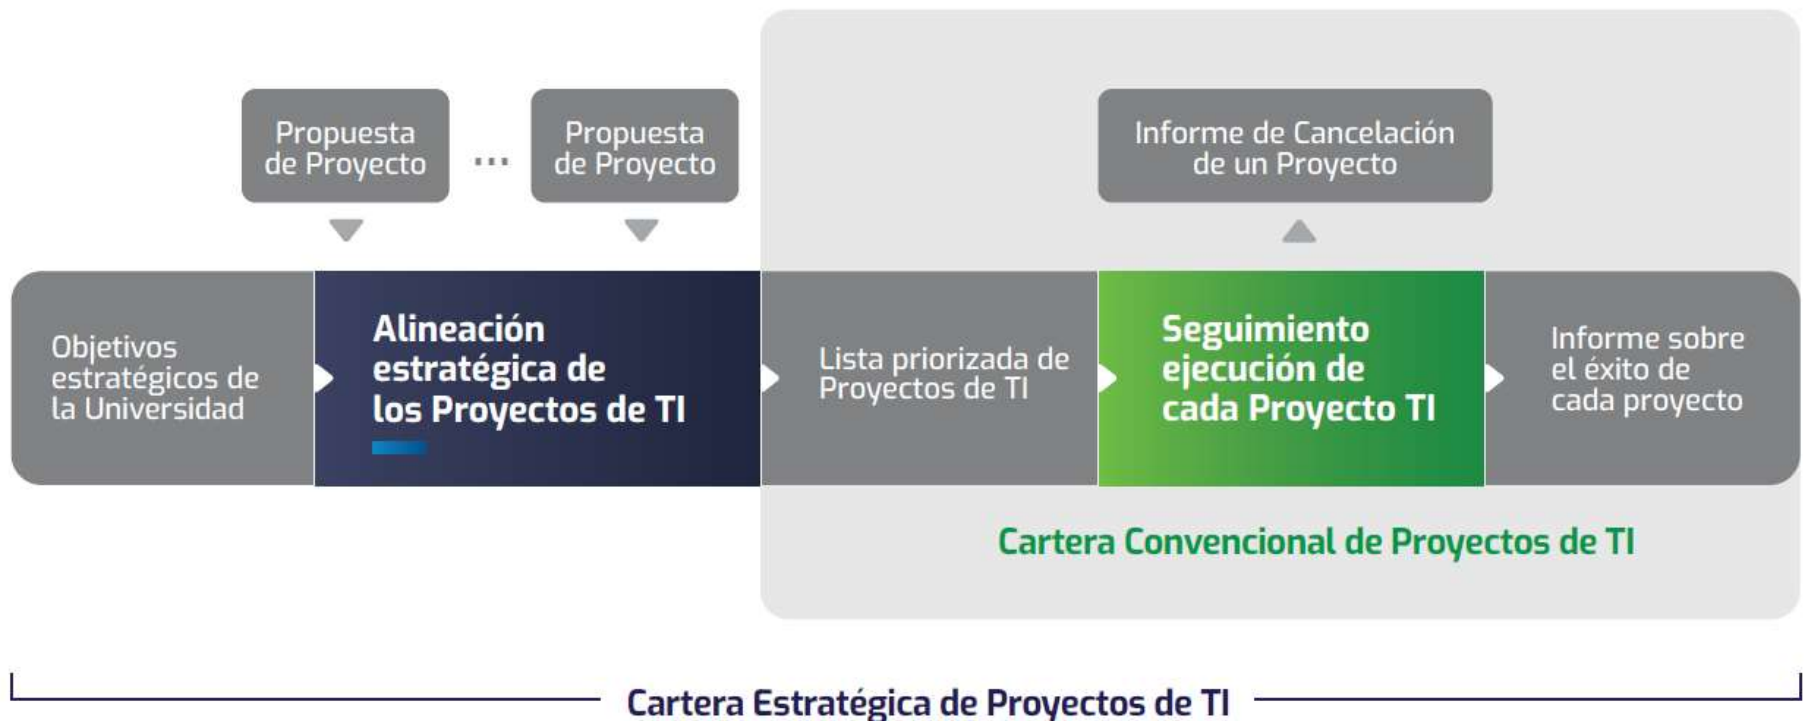 Propuesta
de Proyecto
...
Propuesta
de Proyecto
Informe de Cancelación
de un Proyecto
Objetivos
estratégicos de
la Universidad
Alineación
estratégica de
los Proyectos de TI
Lista priorizada de
Proyectos de TI
Seguimiento
ejecución de
cada Proyecto TI
Informe sobre
el éxito de
cada proyecto
Cartera Convencional de Proyectos de TI
Cartera Estratégica de Proyectos de TI